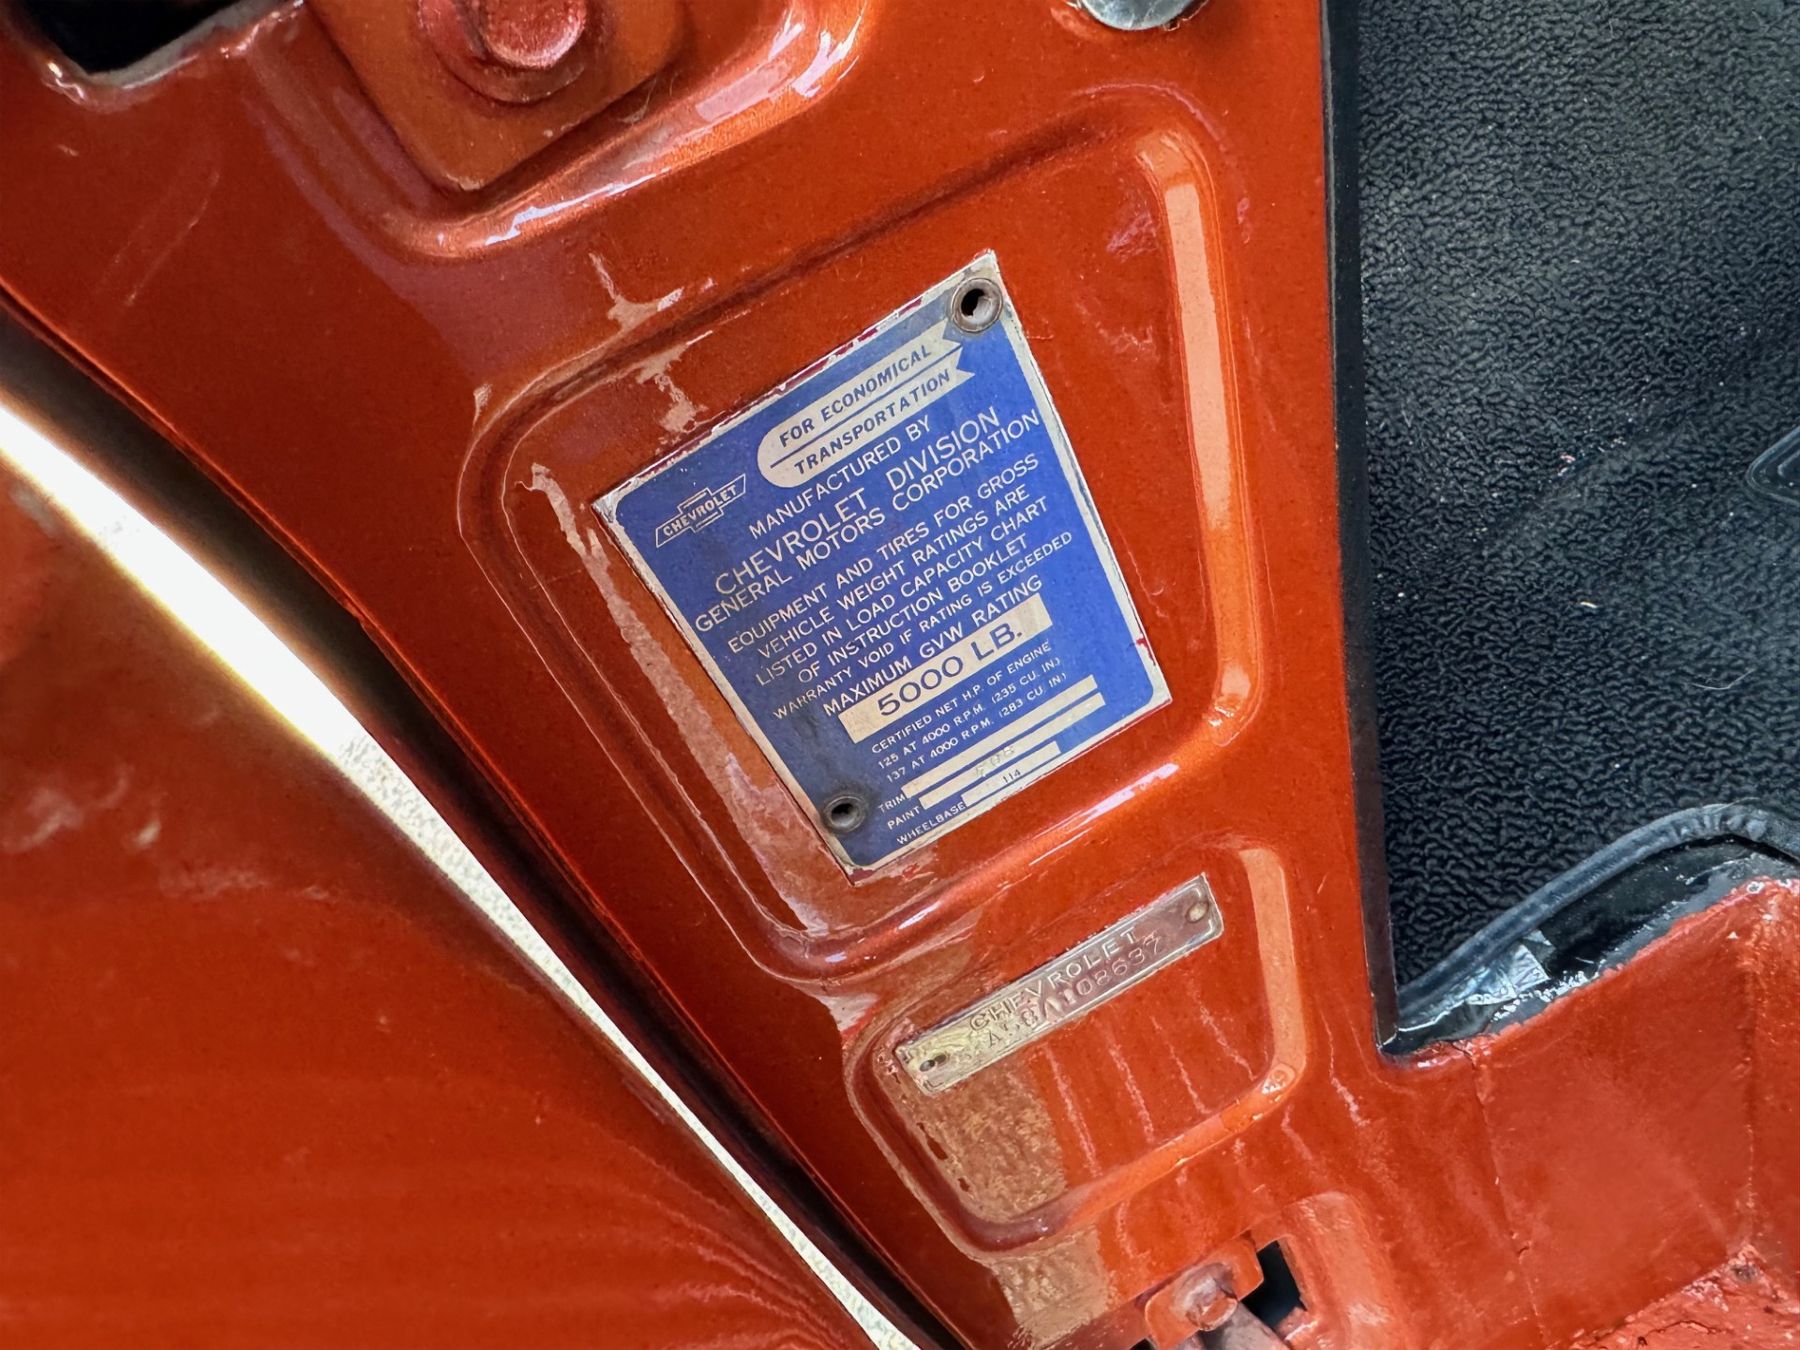 FOR ECONOMICAL
TRANSPORTATION
CHEVROLET
MANUFACTURED BY
CHEVROLET DIVISION
GENERAL MOTORS CORPORATION
EQUIPMENT AND TIRES FOR GROSS
VEHICLE WEIGHT RATINGS ARE
LISTED IN LOAD CAPACITY CHART
OF INSTRUCTION BOOKLET
WARRANTY VOID IF RATING IS EXCEEDED
MAXIMUM GVW RATING
5000 LB.
CERTIFIED NET H.P. OF ENGINE
125 AT 4000 R.P.M. (235 CU. IN.)
137 AT 4000 R.P.M. (283 CU. IN.)
TRIM
PAINT
WHEELBASE 114
CHEVROLET